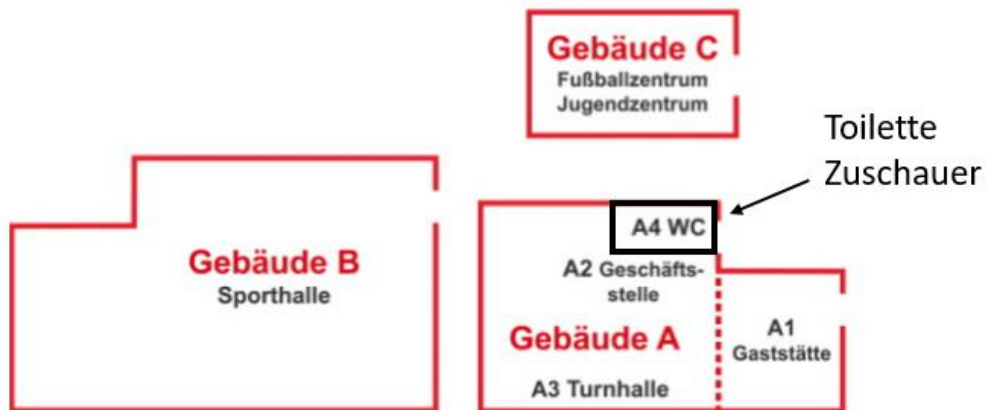 Gebäude C
Fußballzentrum
Jugendzentrum
Toilette
Zuschauer
A4 WC
Gebäude B
Sporthalle
A2 Geschäfts-
stelle
Gebäude A
A1
Gaststätte
A3 Turnhalle